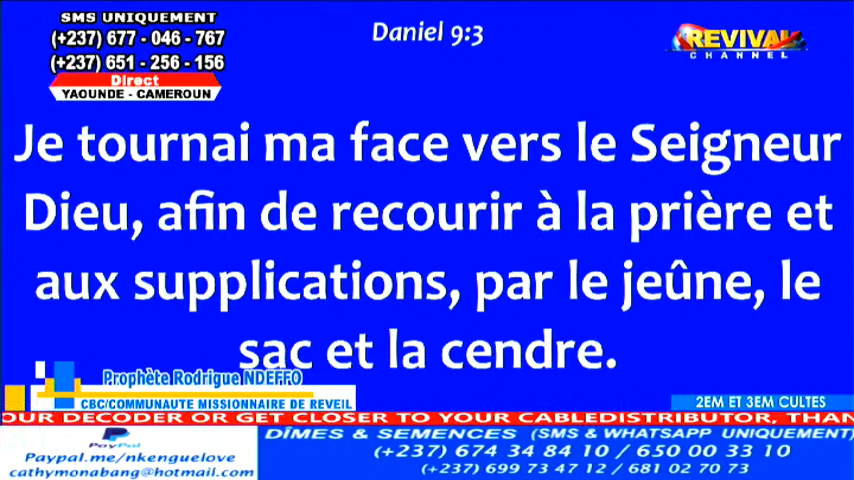 SMS UNIQUEMENT
(+237) 677 - 046 - 767
(+237) 651 - 256 - 156
Direct
YAOUNDE - CAMEROUN
Daniel 9:3
REVIVAL
CHANNEL
Je tournai ma face vers le Seigneur
Dieu, afin de recourir à la prière et
aux supplications, par le jeûne, le
sac et la cendre.
Prophète Rodrigue NDEFFO
CBC/COMMUNAUTE MISSIONNAIRE DE REVEIL
2EM ET 3EM CULTES
OUR DECODER OR GET CLOSER TO YOUR CABLEDISTRIBUTOR, THAN
PayPal
Paypal.me/nkenguelove
cathymonabang@hotmail.com
DÎMES & SEMENCES (SMS & WHATSAPP UNIQUEMENT)
(+237) 674 34 84 10 / 650 00 33 10
(+237) 699 73 47 12 / 681 02 70 73